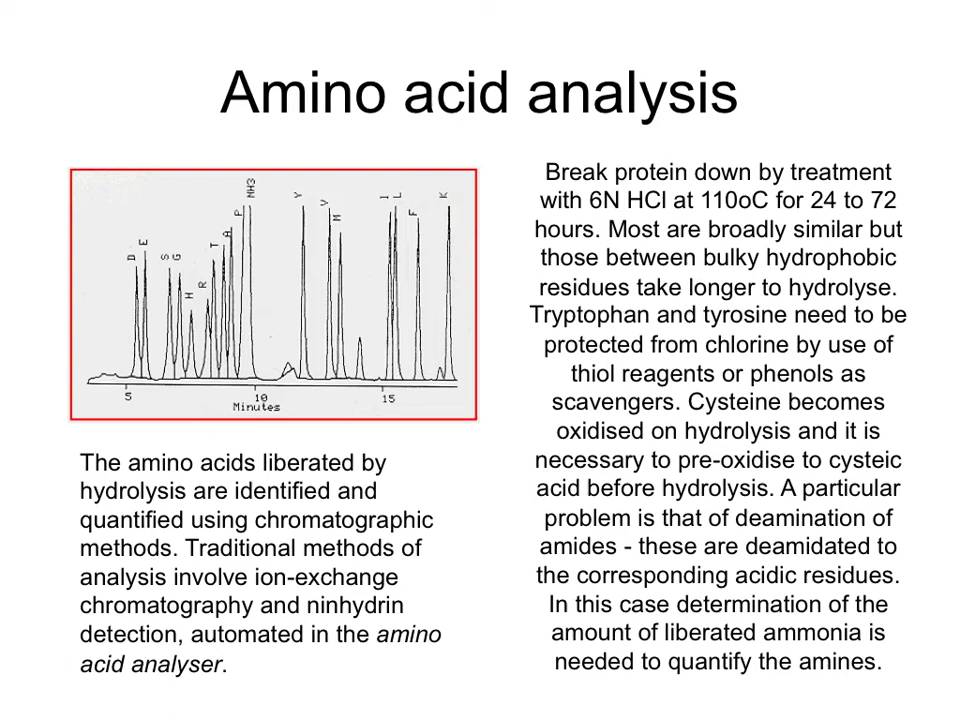 Amino acid analysis
D E S G H R T A P NH3 Y V M I L F K
5 10 15
Minutes
The amino acids liberated by
hydrolysis are identified and
quantified using chromatographic
methods. Traditional methods of
analysis involve ion-exchange
chromatography and ninhydrin
detection, automated in the amino
acid analyser.
Break protein down by treatment
with 6N HCl at 110oC for 24 to 72
hours. Most are broadly similar but
those between bulky hydrophobic
residues take longer to hydrolyse.
Tryptophan and tyrosine need to be
protected from chlorine by use of
thiol reagents or phenols as
scavengers. Cysteine becomes
oxidised on hydrolysis and it is
necessary to pre-oxidise to cysteic
acid before hydrolysis. A particular
problem is that of deamination of
amides - these are deamidated to
the corresponding acidic residues.
In this case determination of the
amount of liberated ammonia is
needed to quantify the amines.